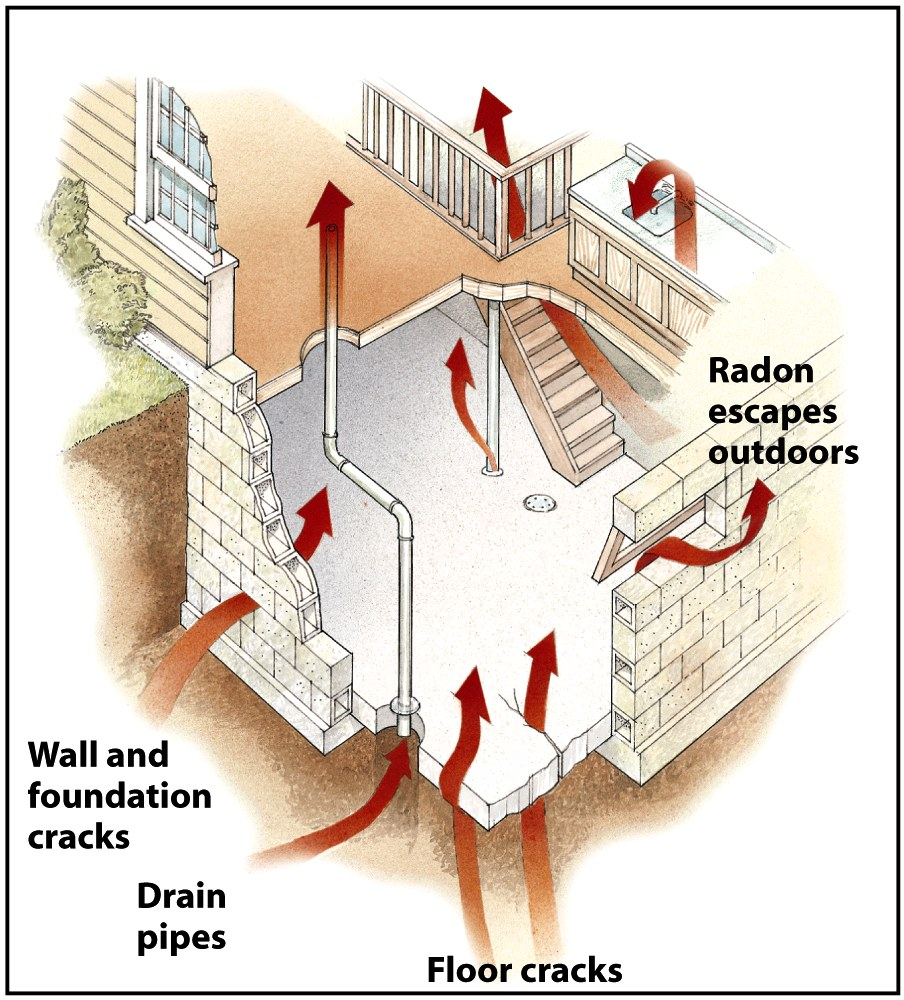 Radon
escapes
outdoors
Wall and
foundation
cracks
Drain
pipes
Floor cracks